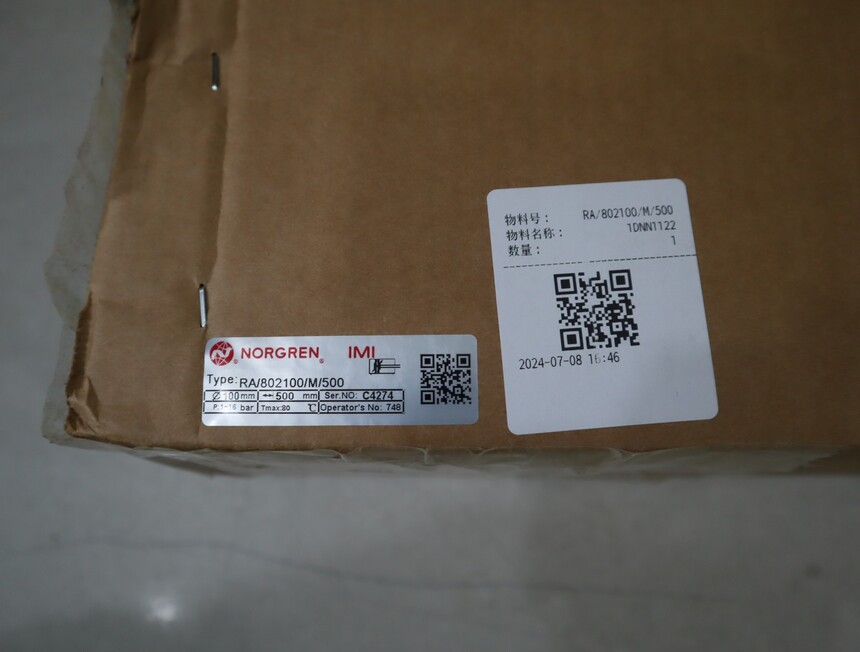 NORGREN® IMI
Type: RA/802100/M/500
Ø 100 mm 500 mm Ser.NO: C4274
P.1-16 bar Tmax:80 ℃ Operator's No: 748
物料号： RA/802100/M/500
物料名称： 1DNN1122
数量： 1
2024-07-08 16:46